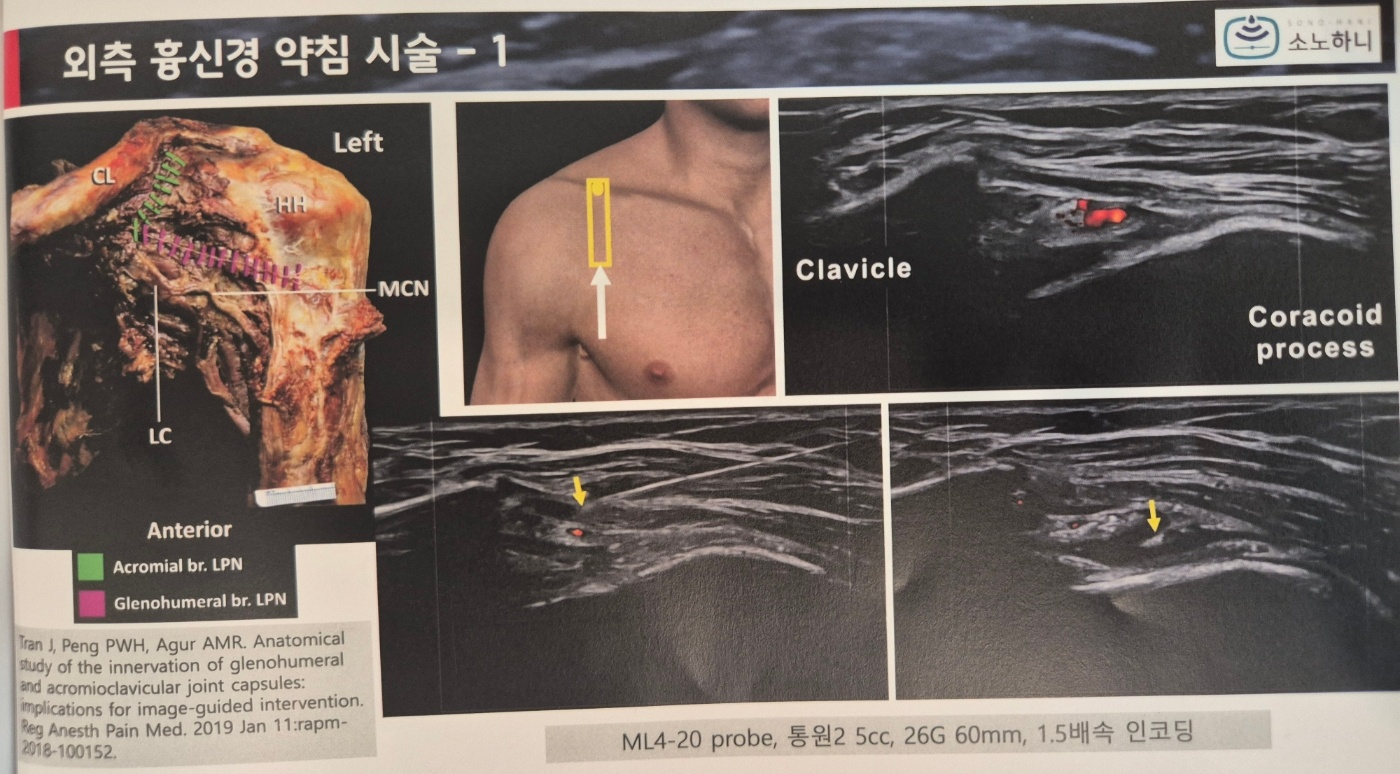 외측 흉신경 약침 시술 - 1
SONO-HANI
소노하니
Left
CL
HH
MCN
LC
Anterior
Acromial br. LPN
Glenohumeral br. LPN
Clavicle
Coracoid
process
Tran J, Peng PWH, Agur AMR. Anatomical
study of the innervation of glenohumeral
and acromioclavicular joint capsules:
implications for image-guided intervention.
Reg Anesth Pain Med. 2019 Jan 11:rapm-
2018-100152.
ML4-20 probe, 통원2 5cc, 26G 60mm, 1.5배속 인코딩